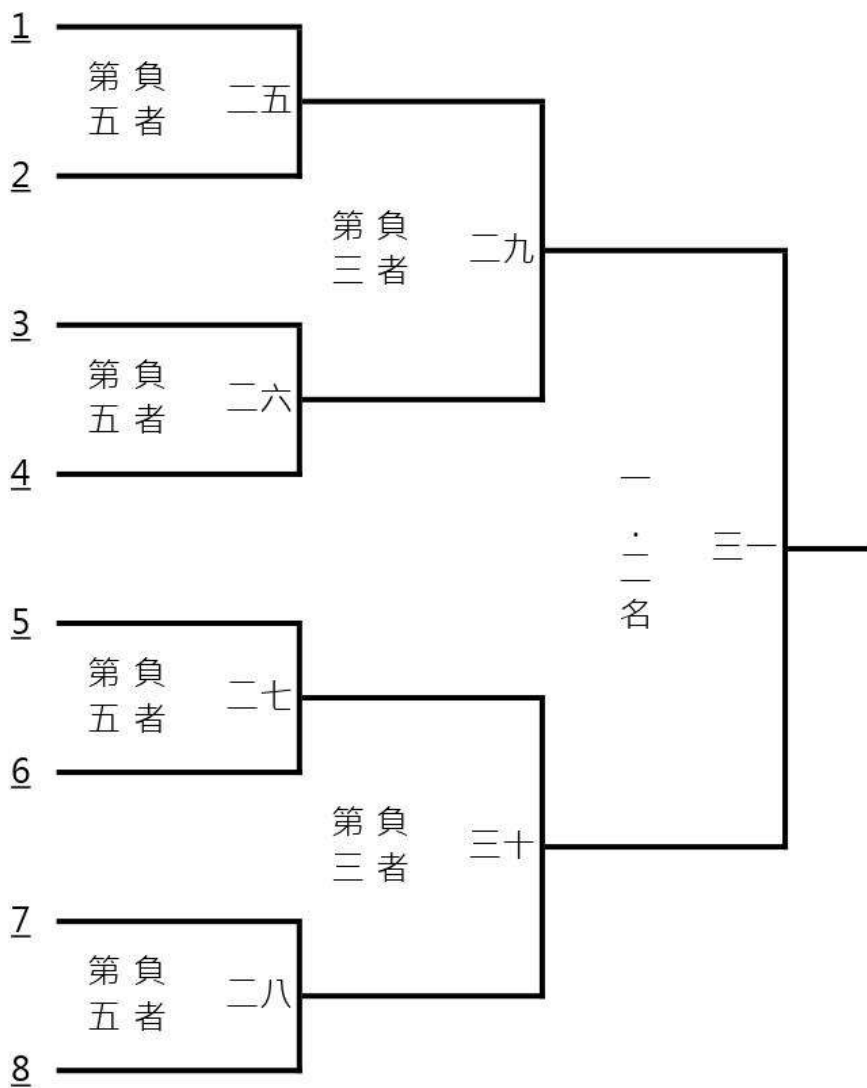 1
負者
第五
二五
2
負者
第三
二九
3
負者
第五
二六
4
一.二名
三一
5
負者
第五
二七
6
負者
第三
三十
7
負者
第五
二八
8